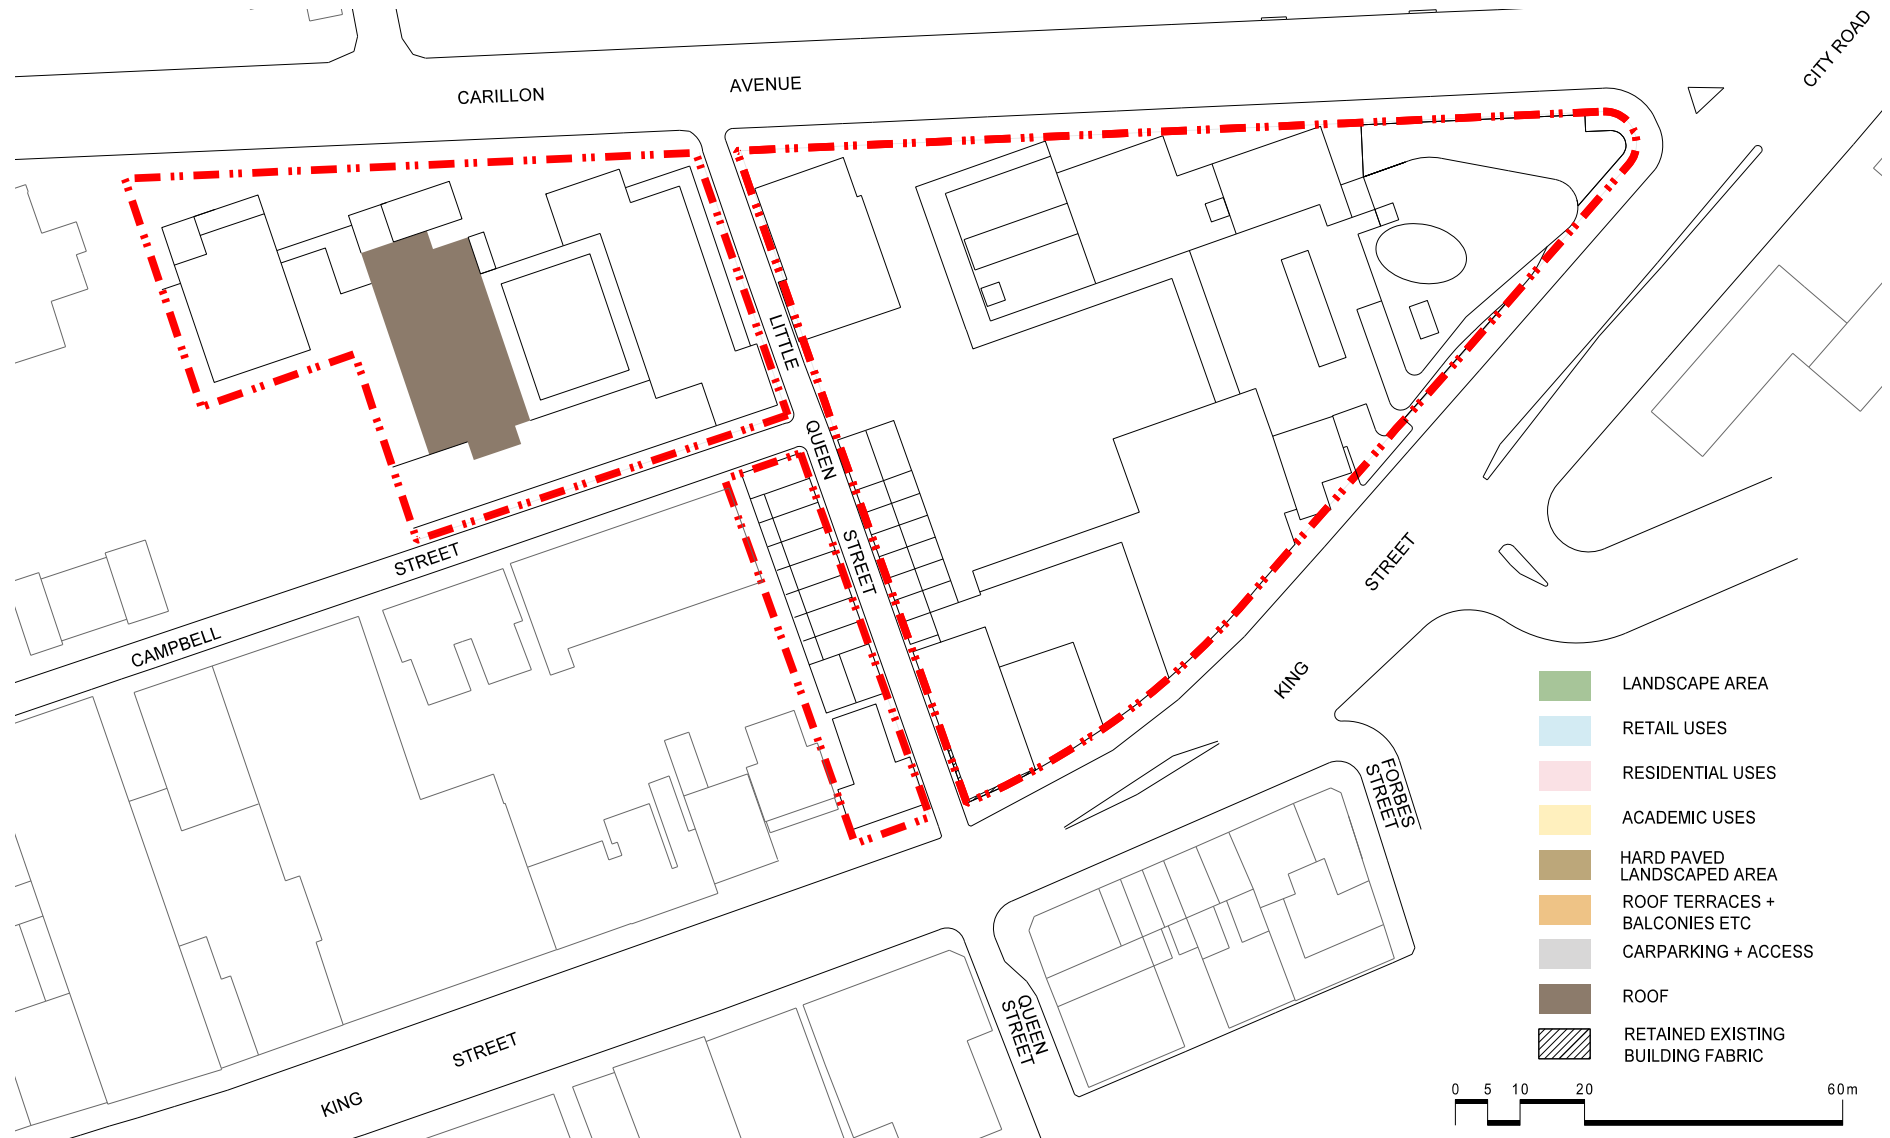 CITY ROAD
CARILLON AVENUE
LITTLE QUEEN STREET
CAMPBELL STREET
KING STREET
FORBES
STREET
QUEEN
STREET
KING STREET
LANDSCAPE AREA
RETAIL USES
RESIDENTIAL USES
ACADEMIC USES
HARD PAVED
LANDSCAPED AREA
ROOF TERRACES +
BALCONIES ETC
CARPARKING + ACCESS
ROOF
RETAINED EXISTING
BUILDING FABRIC
0 5 10 20 60m